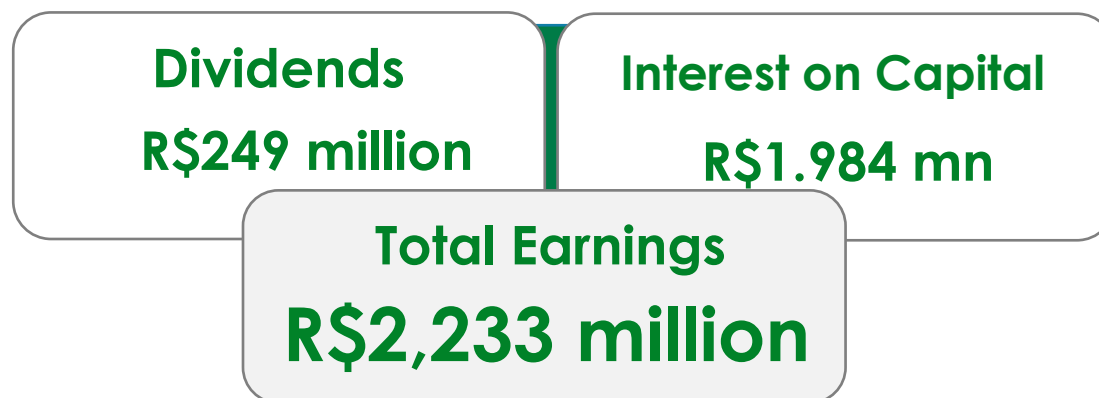 Dividends
R$249 million
Interest on Capital
R$1.984 mn
Total Earnings
R$2,233 million